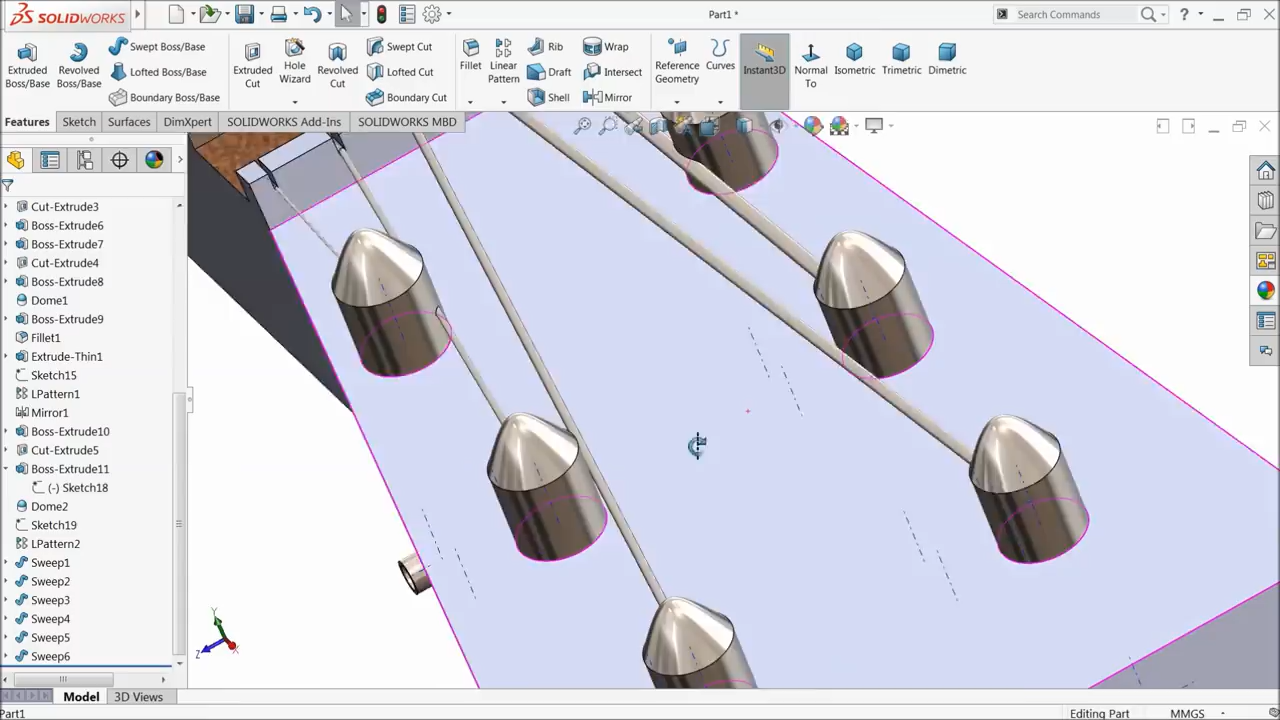 SOLIDWORKS
Part1 *
Search Commands
Extruded Boss/Base
Revolved Boss/Base
Swept Boss/Base
Lofted Boss/Base
Boundary Boss/Base
Extruded Cut
Hole Wizard
Revolved Cut
Swept Cut
Lofted Cut
Boundary Cut
Fillet
Linear Pattern
Rib
Draft
Shell
Wrap
Intersect
Mirror
Reference Geometry
Curves
Instant3D
Normal To
Isometric
Trimetric
Dimetric
Features
Sketch
Surfaces
DimXpert
SOLIDWORKS Add-Ins
SOLIDWORKS MBD
Cut-Extrude3
Boss-Extrude6
Boss-Extrude7
Cut-Extrude4
Boss-Extrude8
Dome1
Boss-Extrude9
Fillet1
Extrude-Thin1
Sketch15
LPattern1
Mirror1
Boss-Extrude10
Cut-Extrude5
Boss-Extrude11
(-) Sketch18
Dome2
Sketch19
LPattern2
Sweep1
Sweep2
Sweep3
Sweep4
Sweep5
Sweep6
Y
Z
X
Model
3D Views
Part1
Editing Part
MMGS